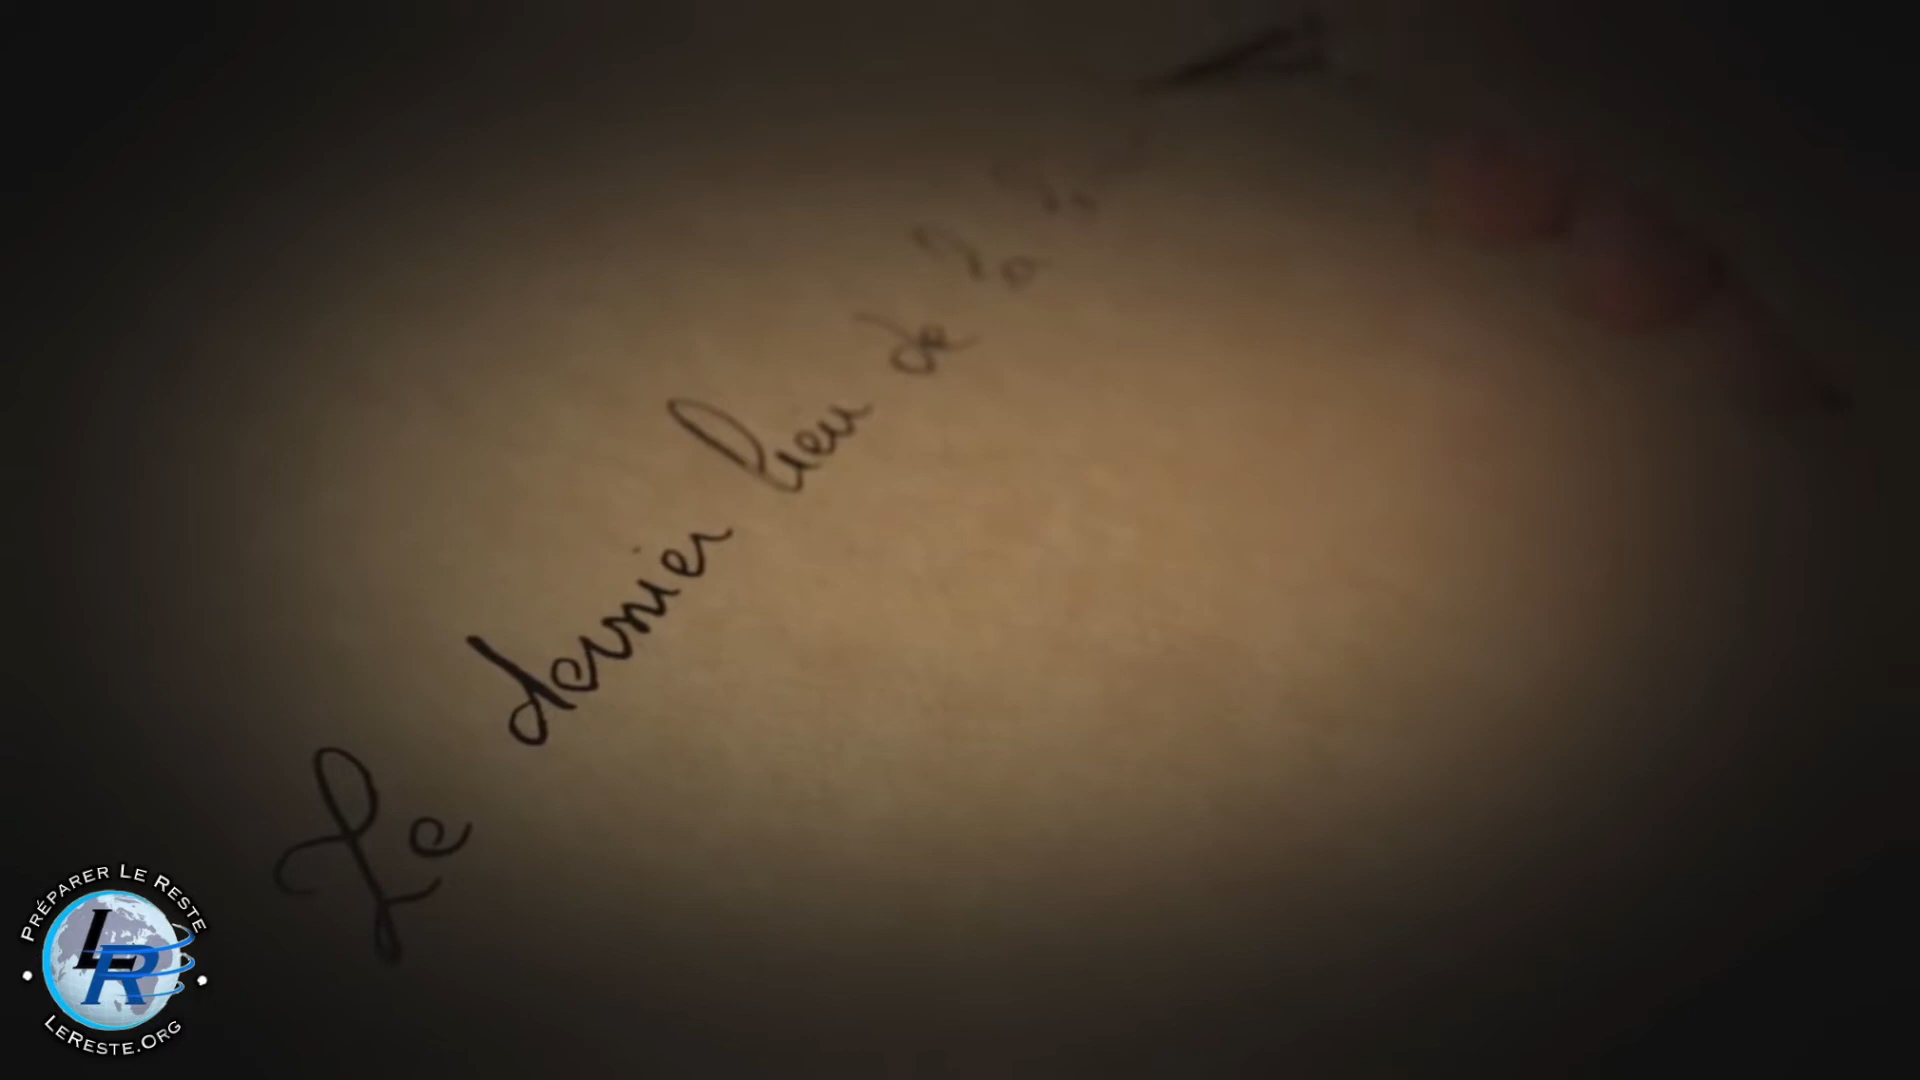 Le dernier lieu de
PRÉPARER LE RESTE
LR
LERESTE.ORG